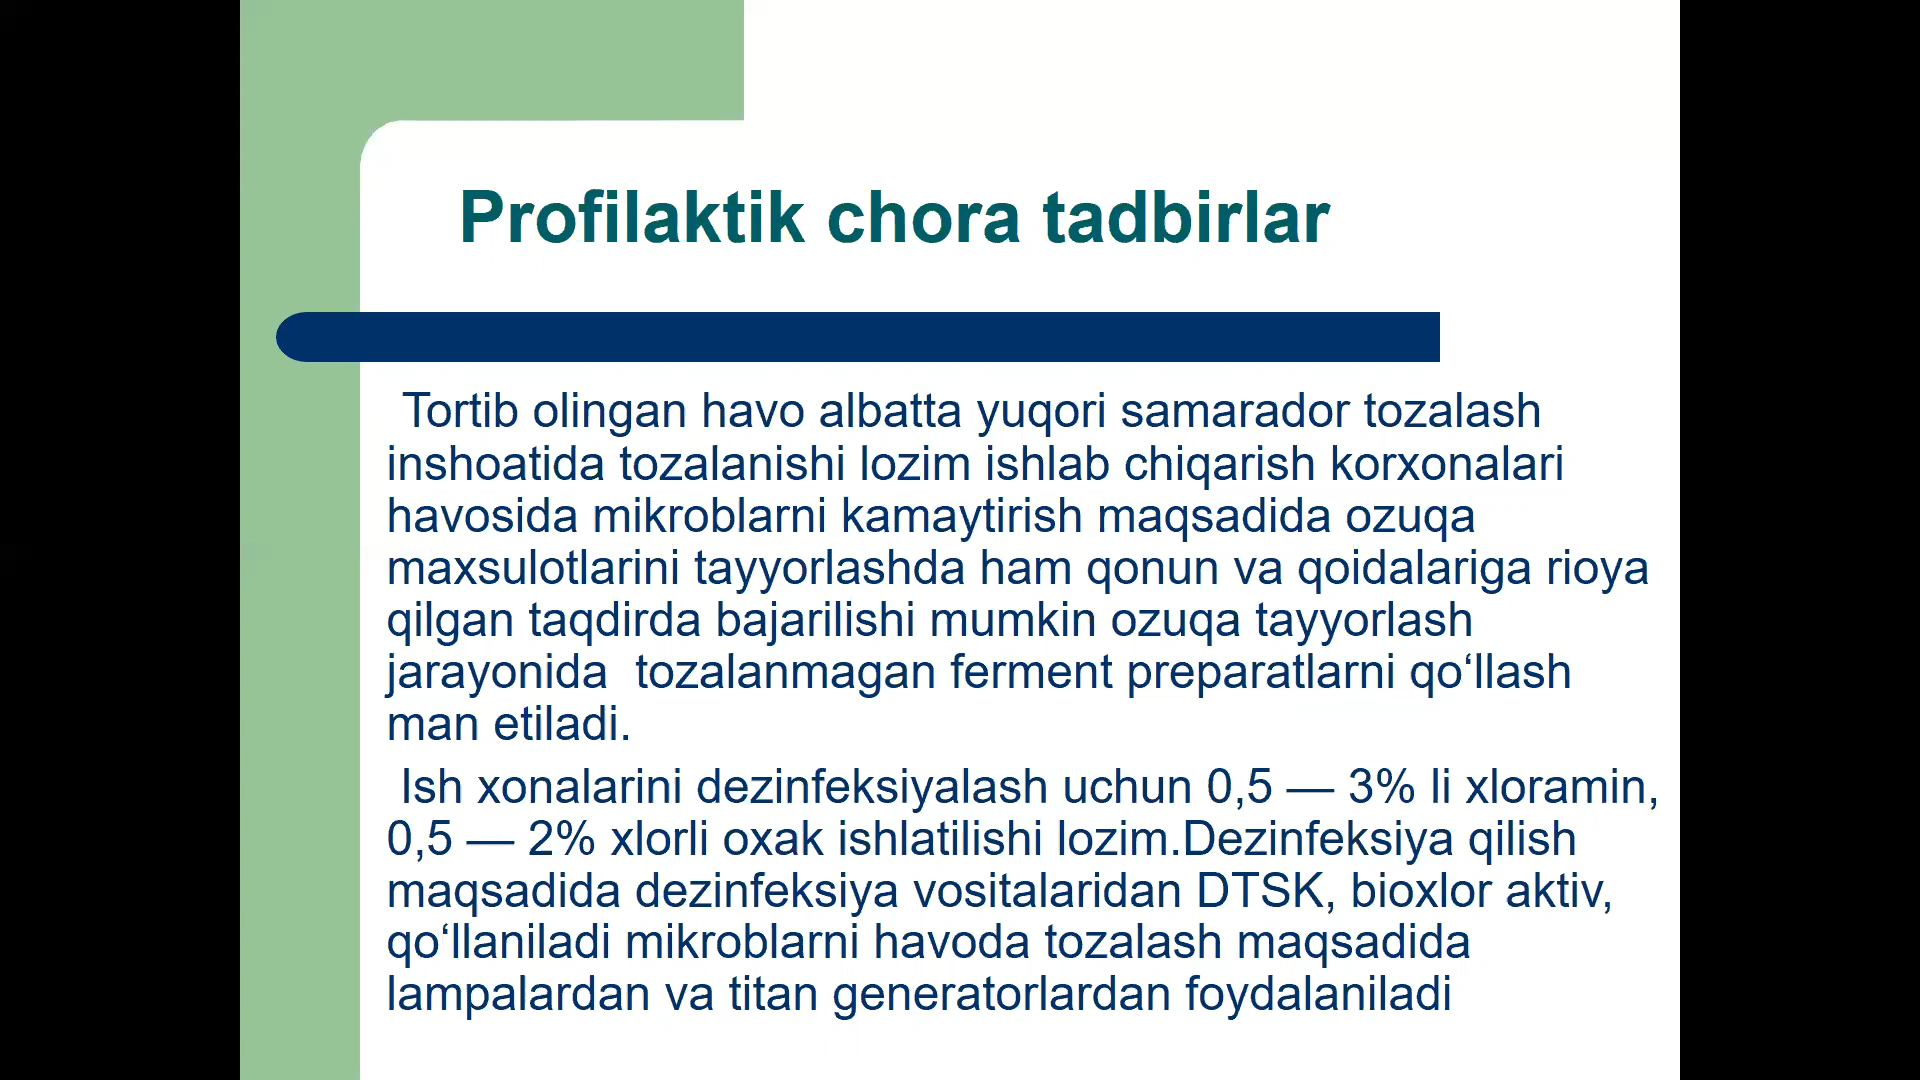 Profilaktik chora tadbirlar
Tortib olingan havo albatta yuqori samarador tozalash
inshoatida tozalanishi lozim ishlab chiqarish korxonalari
havosida mikroblarni kamaytirish maqsadida ozuqa
maxsulotlarini tayyorlashda ham qonun va qoidalariga rioya
qilgan taqdirda bajarilishi mumkin ozuqa tayyorlash
jarayonida  tozalanmagan ferment preparatlarni qo‘llash
man etiladi.
Ish xonalarini dezinfeksiyalash uchun 0,5 — 3% li xloramin,
0,5 — 2% xlorli oxak ishlatilishi lozim.Dezinfeksiya qilish
maqsadida dezinfeksiya vositalaridan DTSK, bioxlor aktiv,
qo‘llaniladi mikroblarni havoda tozalash maqsadida
lampalardan va titan generatorlardan foydalaniladi